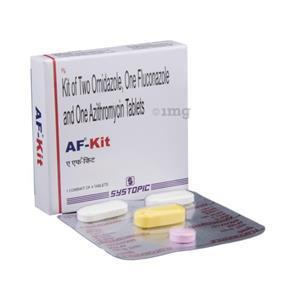 Kit of Two Ornidazole, One Fluconazole
and One Azithromycin Tablets
1mg
AF-Kit
ए एफ किट
1 COMBIKIT OF 4 TABLETS
SYSTOPIC